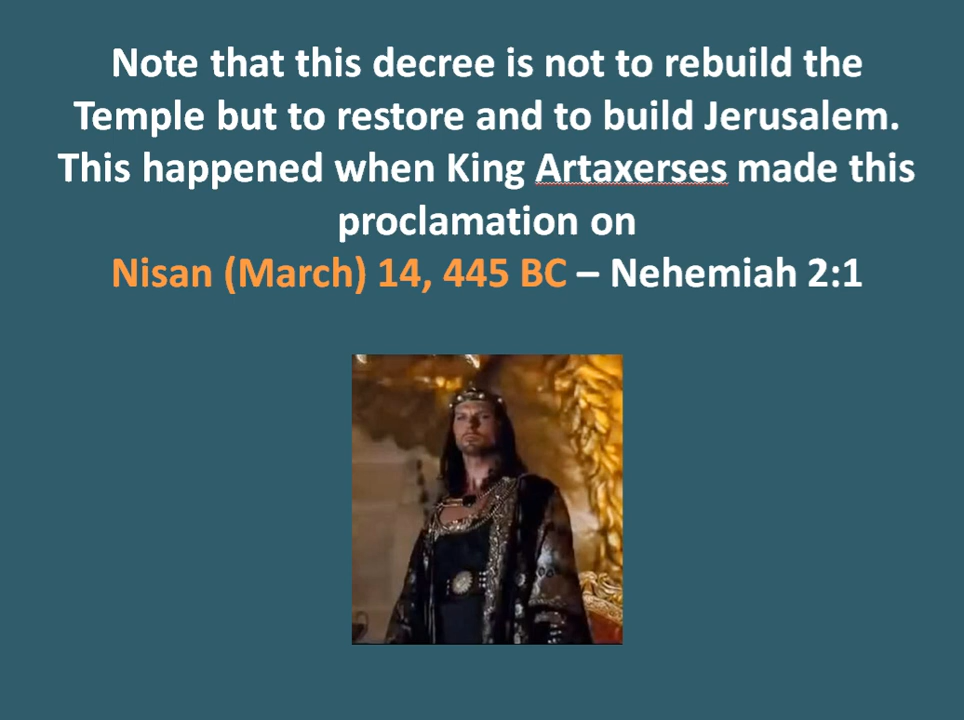 Note that this decree is not to rebuild the
Temple but to restore and to build Jerusalem.
This happened when King Artaxerses made this
proclamation on
Nisan (March) 14, 445 BC – Nehemiah 2:1